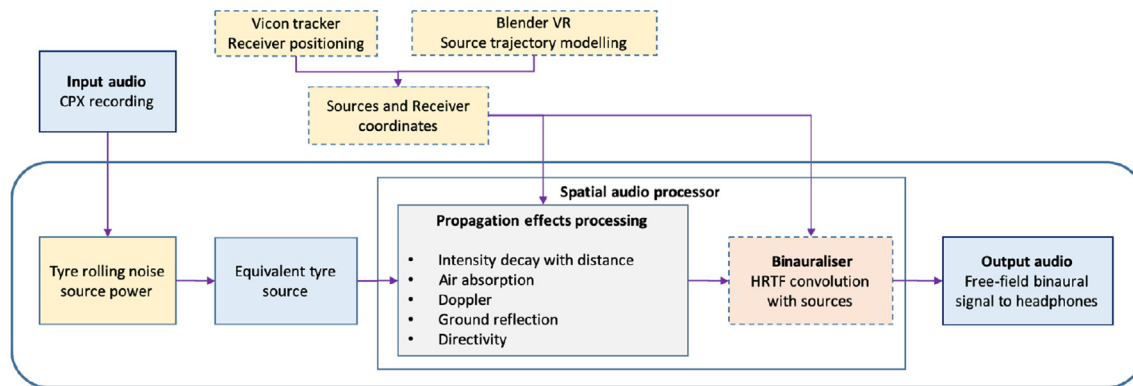 Vicon tracker
Receiver positioning
Blender VR
Source trajectory modelling
Input audio
CPX recording
Sources and Receiver
coordinates
Spatial audio processor
Propagation effects processing
• Intensity decay with distance
• Air absorption
• Doppler
• Ground reflection
• Directivity
Tyre rolling noise
source power
Equivalent tyre
source
Binauraliser
HRTF convolution
with sources
Output audio
Free-field binaural
signal to headphones